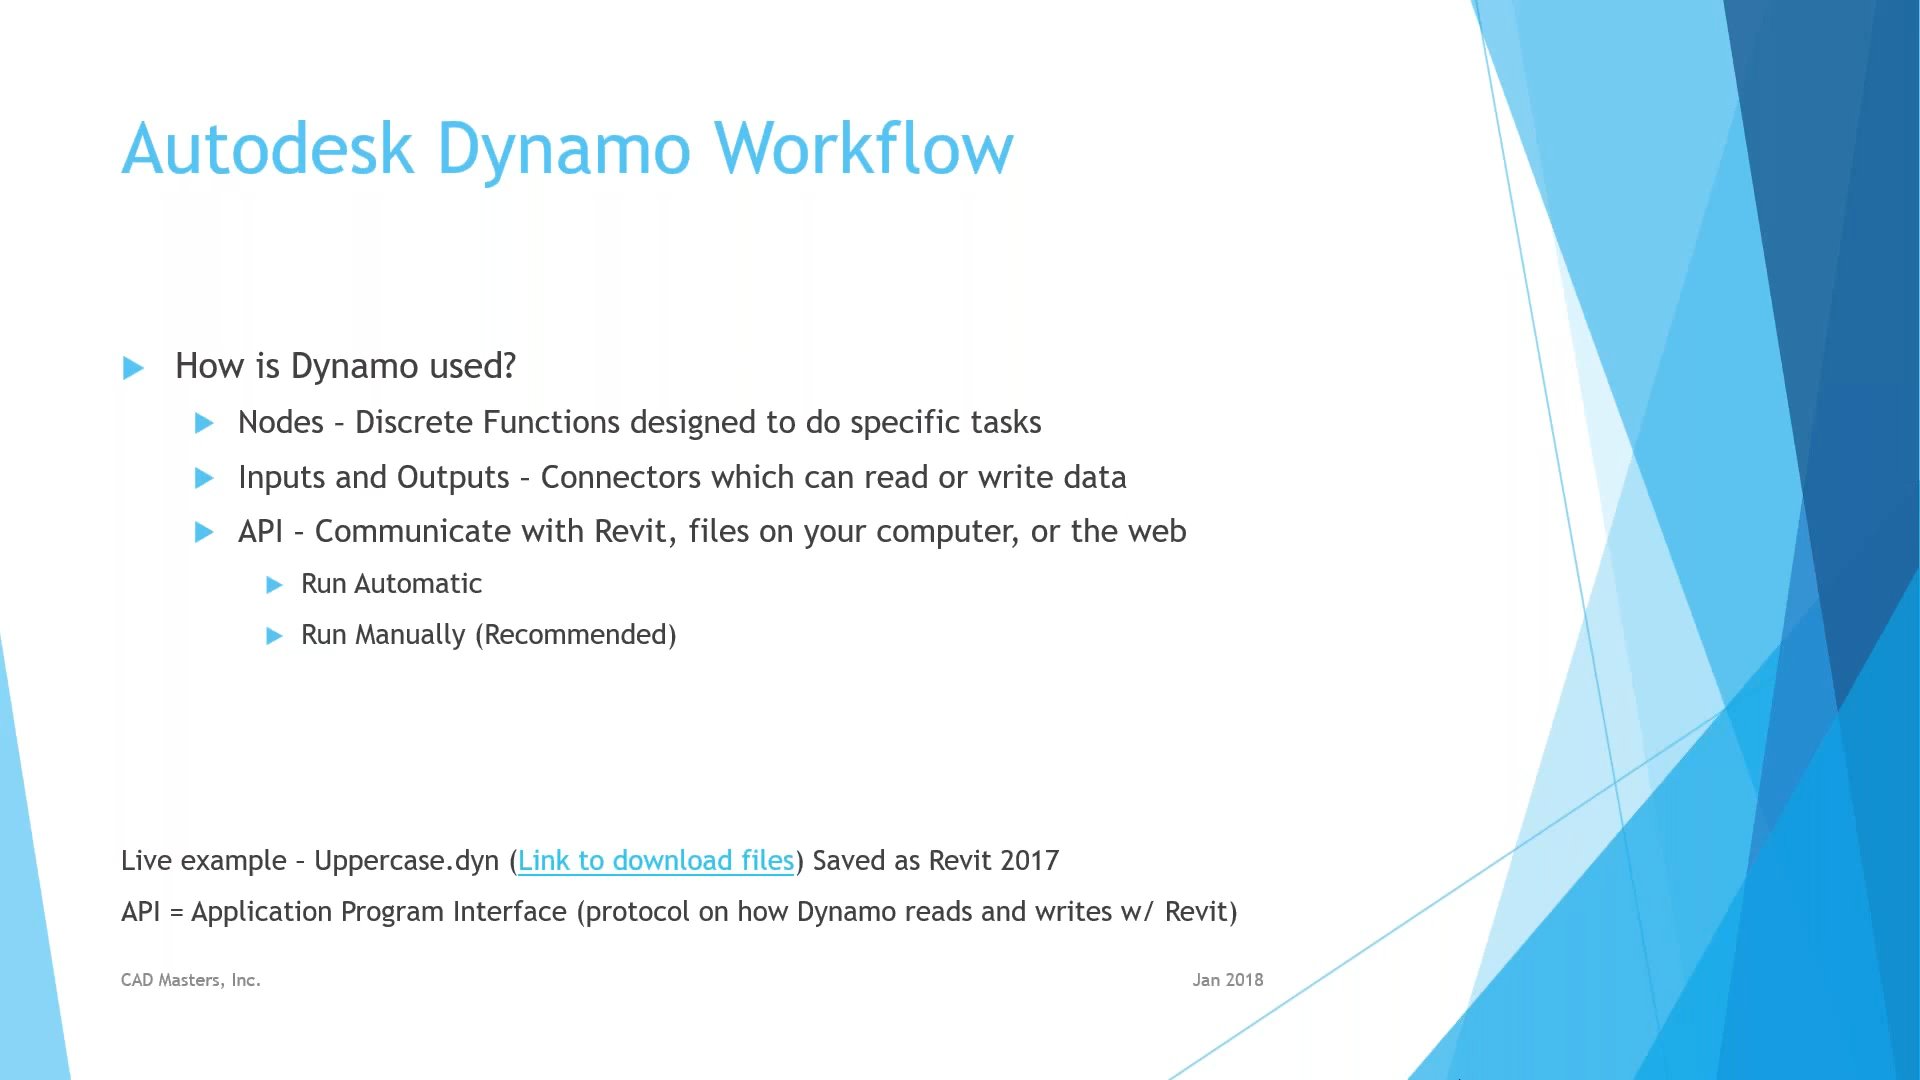 Autodesk Dynamo Workflow
How is Dynamo used?
Nodes – Discrete Functions designed to do specific tasks
Inputs and Outputs – Connectors which can read or write data
API – Communicate with Revit, files on your computer, or the web
Run Automatic
Run Manually (Recommended)
Live example – Uppercase.dyn (Link to download files) Saved as Revit 2017
API = Application Program Interface (protocol on how Dynamo reads and writes w/ Revit)
CAD Masters, Inc.
Jan 2018